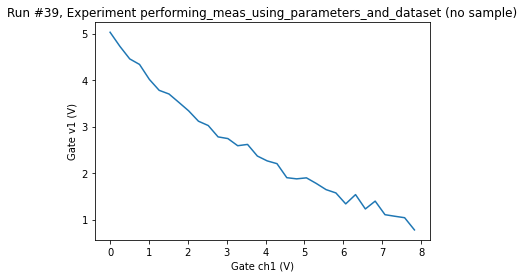 Run #39, Experiment performing_meas_using_parameters_and_dataset (no sample)
5
4
3
2
1
Gate v1 (V)
0 1 2 3 4 5 6 7 8
Gate ch1 (V)